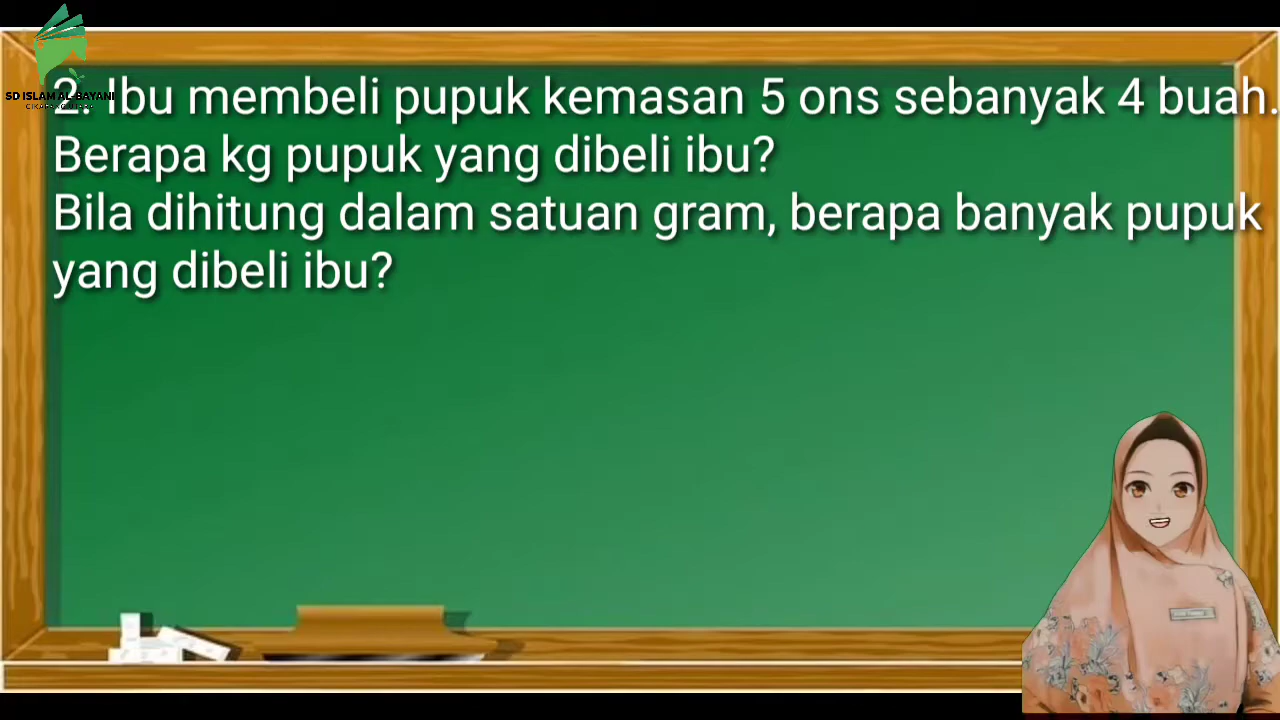 SD ISLAM AL-BAYANI
2. Ibu membeli pupuk kemasan 5 ons sebanyak 4 buah.
Berapa kg pupuk yang dibeli ibu?
Bila dihitung dalam satuan gram, berapa banyak pupuk
yang dibeli ibu?